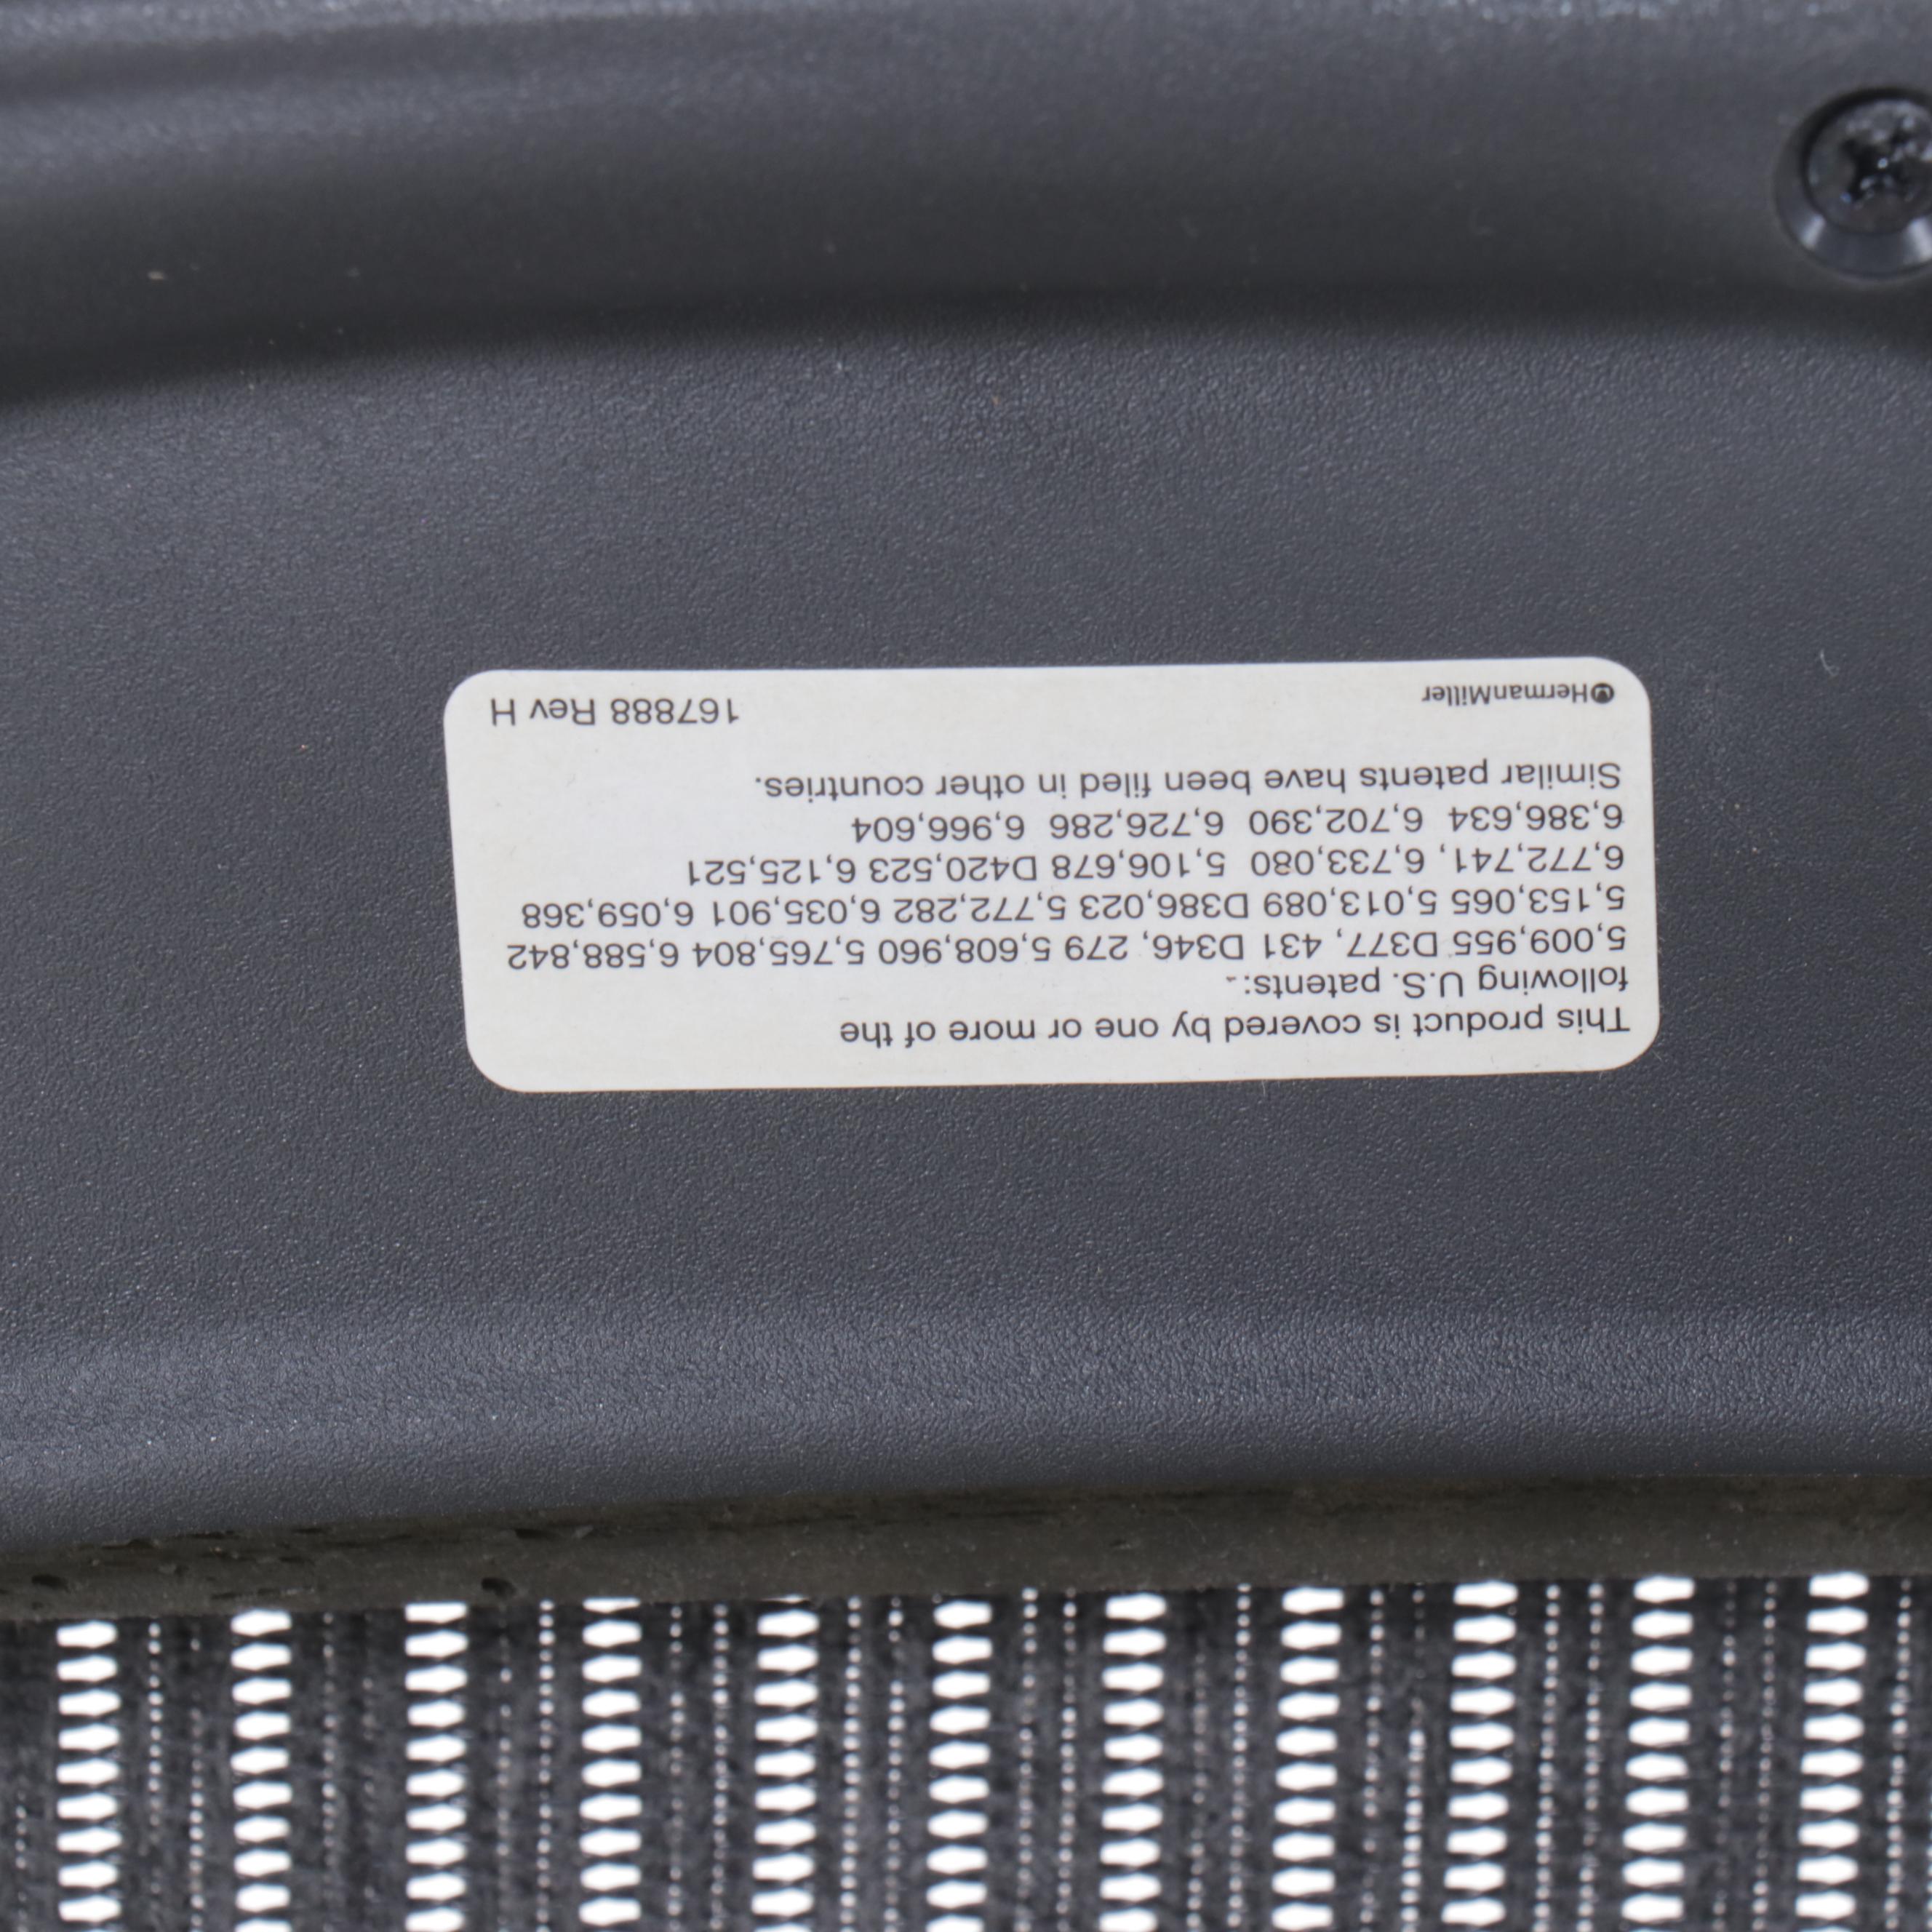 This product is covered by one or more of the
following U.S. patents:
5,009,955 D377, 431 D346, 279 5,608,960 5,765,804 6,588,842
5,153,065 5,013,089 D386,023 5,772,282 6,035,901 6,059,368
6,772,741, 6,733,080 5,106,678 D420,523 6,125,521
6,386,634 6,702,390 6,726,286 6,966,604
Similar patents have been filed in other countries.
HermanMiller 167888 Rev H